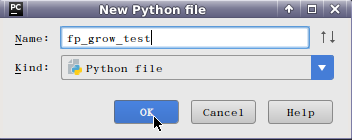 PC New Python file
Name: fp_grow_test
Kind: Python file
OK Cancel Help